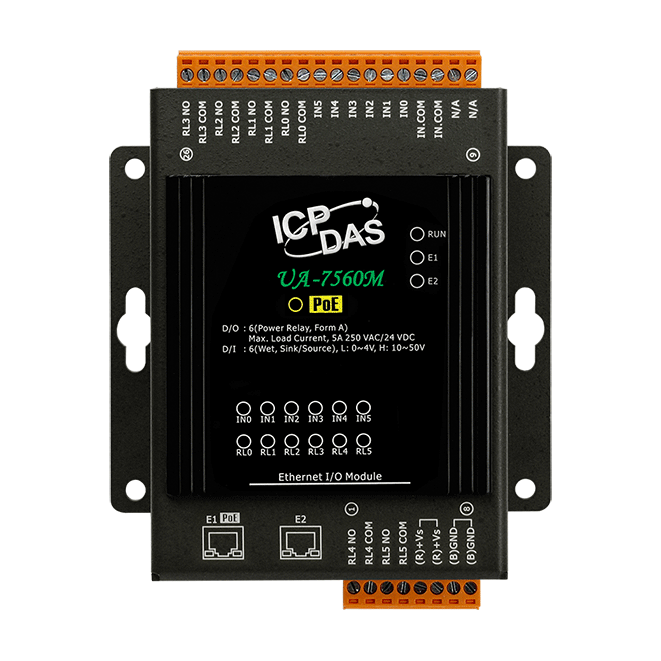 RL3 NO
RL3 COM
RL2 NO
RL2 COM
RL1 NO
RL1 COM
RL0 NO
RL0 COM
IN5
IN4
IN3
IN2
IN1
IN0
IN.COM
IN.COM
N/A
N/A
26
9
ICP DAS
RUN
E1
E2
UA-7560M
PoE
D/O : 6(Power Relay, Form A)
Max. Load Current, 5A 250 VAC/24 VDC
D/I : 6(Wet, Sink/Source), L: 0~4V, H: 10~50V
IN0 IN1 IN2 IN3 IN4 IN5
RL0 RL1 RL2 RL3 RL4 RL5
Ethernet I/O Module
E1 PoE
E2
1
8
RL4 NO
RL4 COM
RL5 NO
RL5 COM
(R)+Vs
(R)+Vs
(B)GND
(B)GND